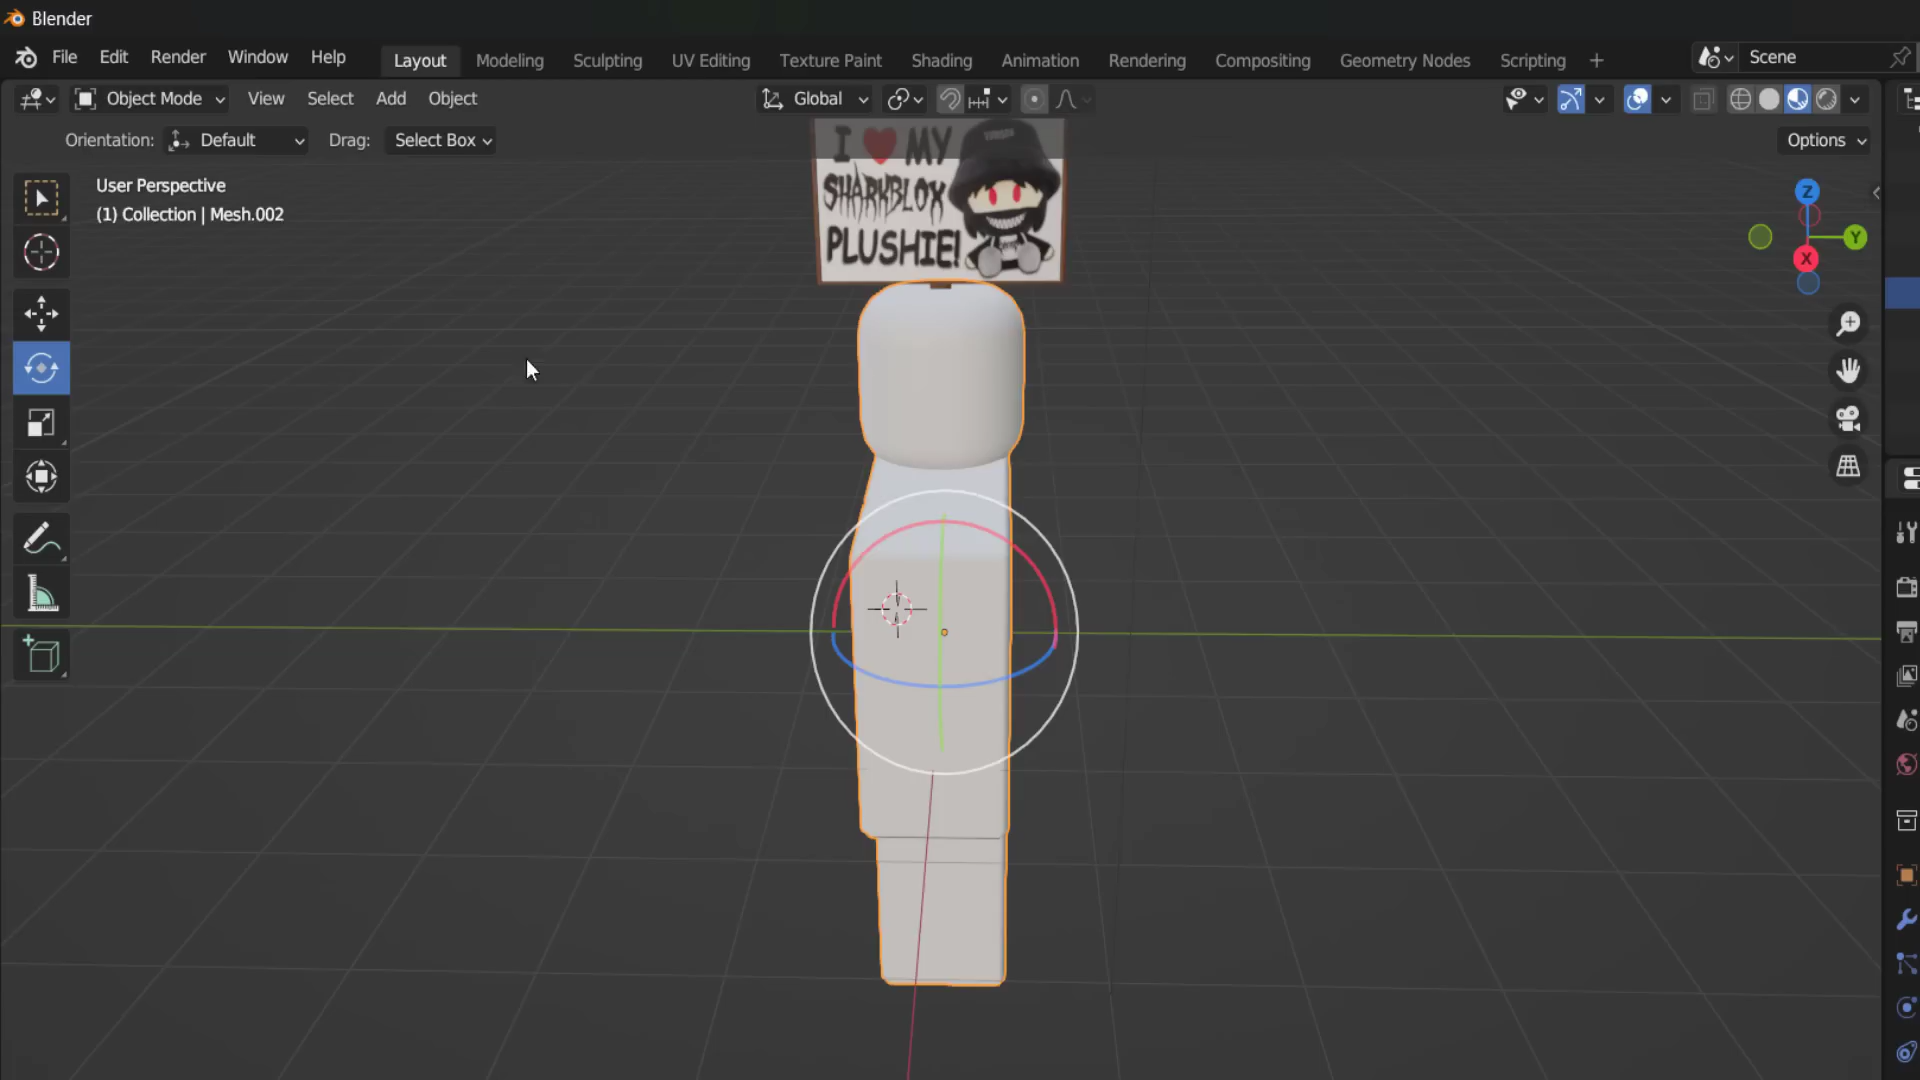 Blender
File Edit Render Window Help Layout Modeling Sculpting UV Editing Texture Paint Shading Animation Rendering Compositing Geometry Nodes Scripting + Scene
Object Mode View Select Add Object Global
Orientation: Default Drag: Select Box Options
User Perspective
(1) Collection | Mesh.002
I ❤ MY
SHARKBLOX
PLUSHIE!
Z
Y
X